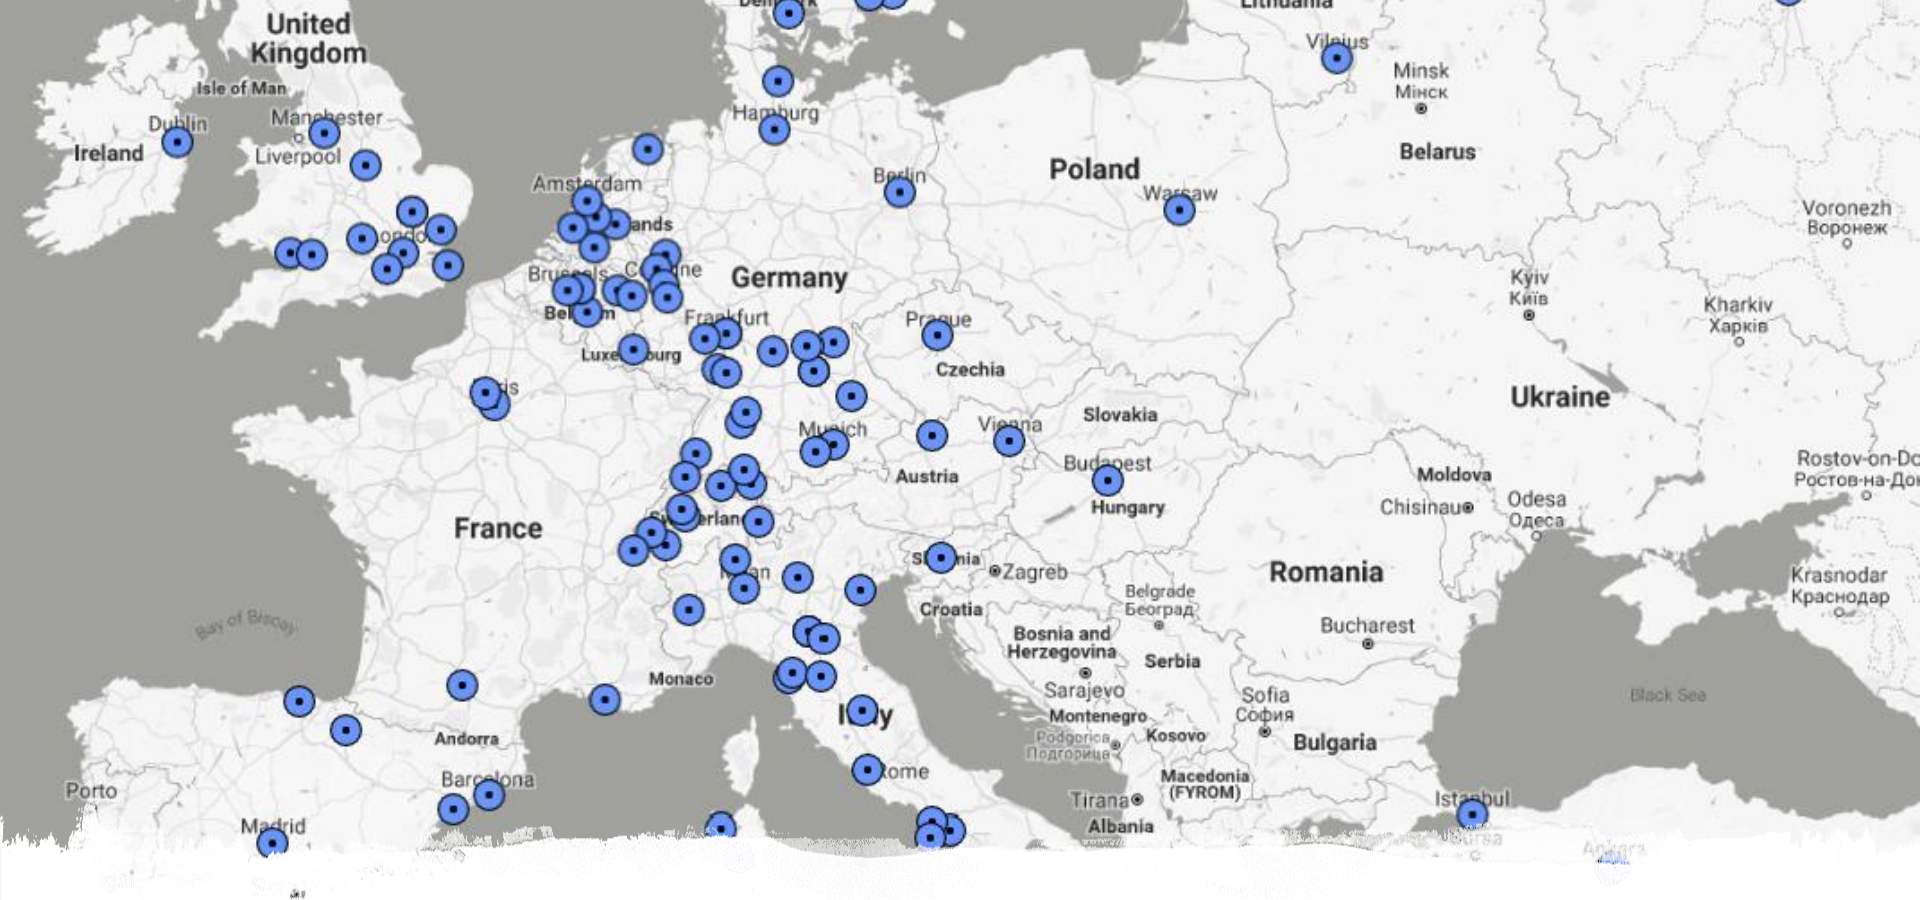 Lithuania
United
Kingdom
Vilnius
Minsk
Мінск
Isle of Man
Hamburg
Manchester
Dublin
Ireland
Liverpool
Belarus
Poland
Berlin
Amsterdam
Warsaw
Voronezh
Воронеж
Brussels
Germany
Kyiv
Київ
Kharkiv
Харків
Frankfurt
Prague
Czechia
Ukraine
Slovakia
Munich
Vienna
Austria
Budapest
Hungary
Moldova
Chisinau
Odesa
Одеса
Rostov-on-Do
Ростов-на-Дон
France
Zagreb
Romania
Krasnodar
Краснодар
Croatia
Belgrade
Београд
Bay of Biscay
Bosnia and
Herzegovina
Bucharest
Serbia
Monaco
Sarajevo
Sofia
София
Black Sea
Montenegro
Podgorica
Подгорица
Kosovo
Bulgaria
Andorra
Barcelona
Rome
Macedonia
(FYROM)
Porto
Tirana
Istanbul
Madrid
Albania
Ankara